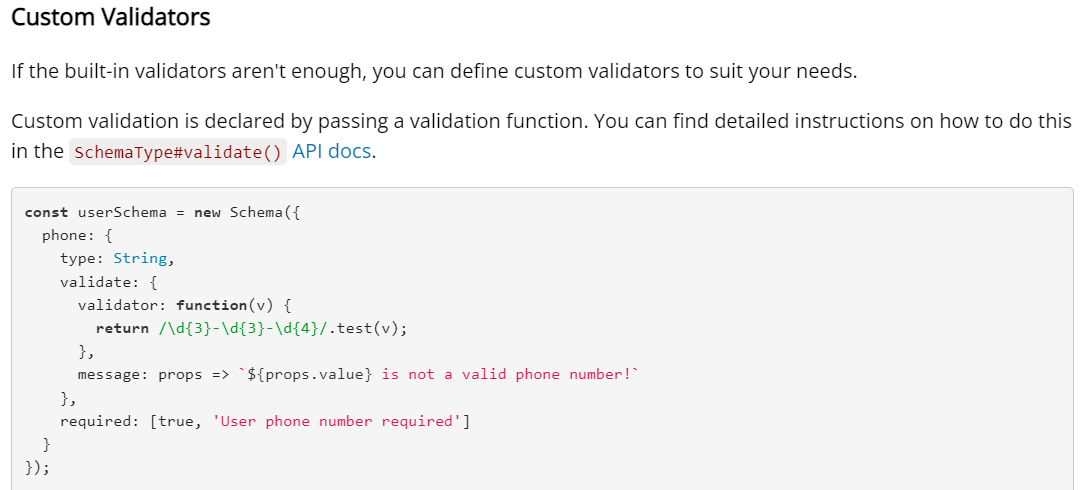 Custom Validators
If the built-in validators aren't enough, you can define custom validators to suit your needs.
Custom validation is declared by passing a validation function. You can find detailed instructions on how to do this
in the SchemaType#validate() API docs.
const userSchema = new Schema({
  phone: {
    type: String,
    validate: {
      validator: function(v) {
        return /\d{3}-\d{3}-\d{4}/.test(v);
      },
      message: props => `${props.value} is not a valid phone number!`
    },
    required: [true, 'User phone number required']
  }
});